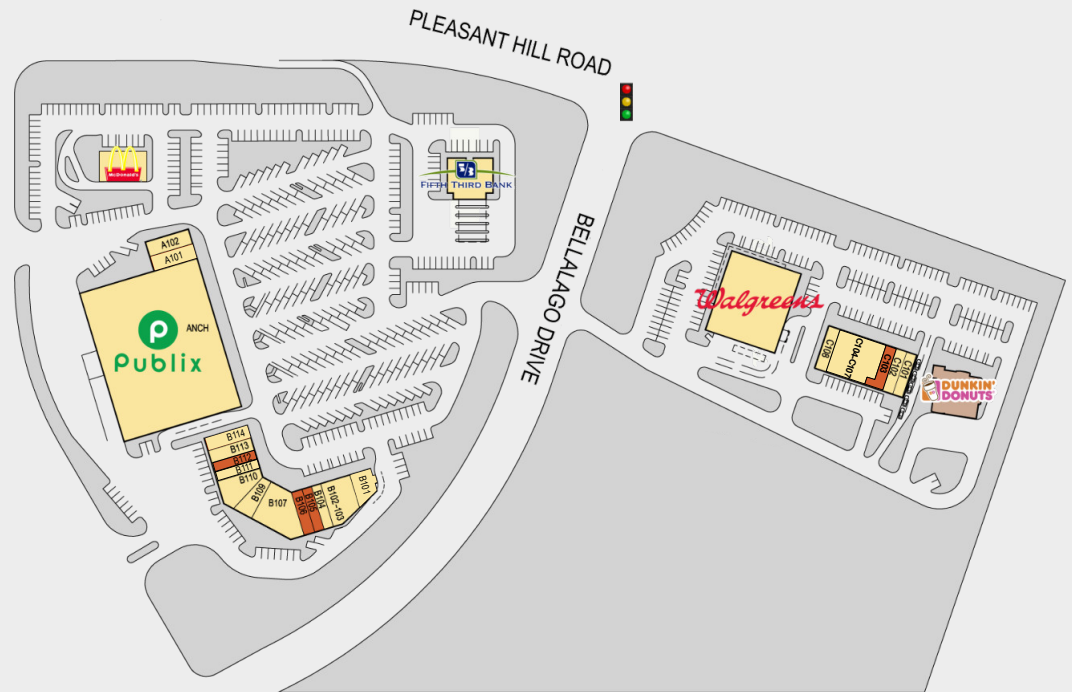 PLEASANT HILL ROAD
McDonald's
FIFTH THIRD BANK
BELLALAGO DRIVE
A102
A101
ANCH
P
Publix
Walgreens
C108
C104-C107
C103
C102
C101
DUNKIN'
DONUTS
B114
B113
B112
B111
B110
B109
B107
B106
B105
B104
B102-103
B101